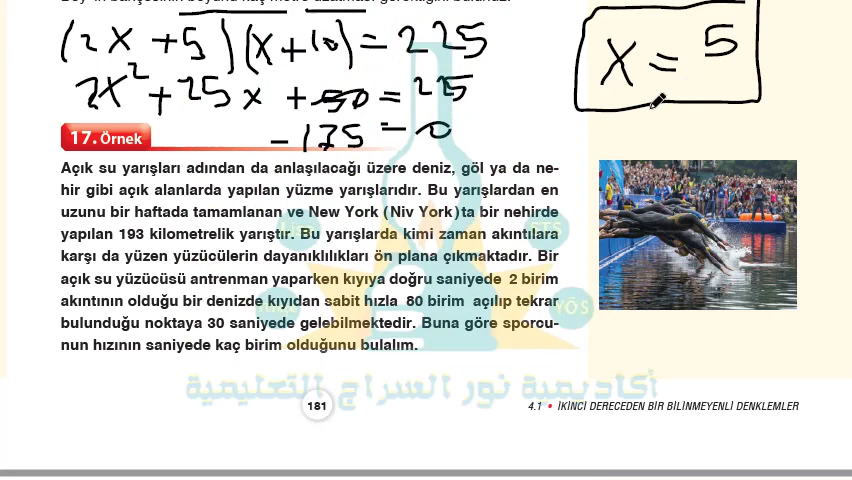 (2x + 5)(x + 10) = 225
x = 5
2x² + 25x + 50 = 225
- 175 = 0
17. Örnek
Açık su yarışları adından da anlaşılacağı üzere deniz, göl ya da ne-
hir gibi açık alanlarda yapılan yüzme yarışlarıdır. Bu yarışlardan en
uzunu bir haftada tamamlanan ve New York (Niv York)ta bir nehirde
yapılan 193 kilometrelik yarıştır. Bu yarışlarda kimi zaman akıntılara
karşı da yüzen yüzücülerin dayanıklılıkları ön plana çıkmaktadır. Bir
açık su yüzücüsü antrenman yaparken kıyıya doğru saniyede 2 birim
akıntının olduğu bir denizde kıyıdan sabit hızla 80 birim açılıp tekrar
bulunduğu noktaya 30 saniyede gelebilmektedir. Buna göre sporcu-
nun hızının saniyede kaç birim olduğunu bulalım.
YÖS
أكاديمية نور السراج التعليمية
181
4.1 • İKİNCİ DERECEDEN BİR BİLİNMEYENLİ DENKLEMLER